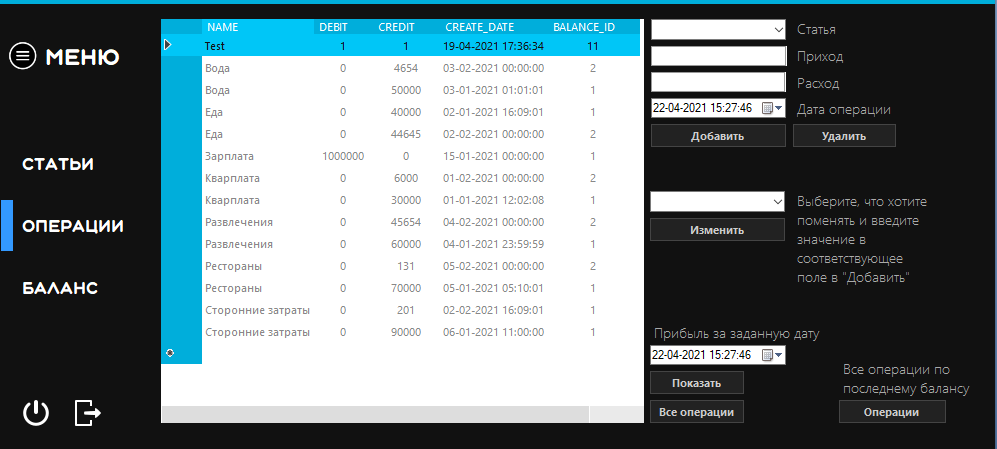 МЕНЮ
СТАТЬИ
ОПЕРАЦИИ
БАЛАНС
NAME DEBIT CREDIT CREATE_DATE BALANCE_ID
Test 1 1 19-04-2021 17:36:34 11
Вода 0 4654 03-02-2021 00:00:00 2
Вода 0 50000 03-01-2021 01:01:01 1
Еда 0 40000 02-01-2021 16:09:01 1
Еда 0 44645 02-02-2021 00:00:00 2
Зарплата 1000000 0 15-01-2021 00:00:00 1
Кварплата 0 6000 01-02-2021 00:00:00 2
Кварплата 0 30000 01-01-2021 12:02:08 1
Развлечения 0 45654 04-02-2021 00:00:00 2
Развлечения 0 60000 04-01-2021 23:59:59 1
Рестораны 0 131 05-02-2021 00:00:00 2
Рестораны 0 70000 05-01-2021 05:10:01 1
Сторонние затраты 0 201 02-02-2021 16:09:01 1
Сторонние затраты 0 90000 06-01-2021 11:00:00 1
Статья
Приход
Расход
22-04-2021 15:27:46 Дата операции
Добавить Удалить
Изменить
Выберите, что хотите
поменять и введите
значение в
соответствующее
поле в "Добавить"
Прибыль за заданную дату
22-04-2021 15:27:46
Показать
Все операции
Все операции по
последнему балансу
Операции